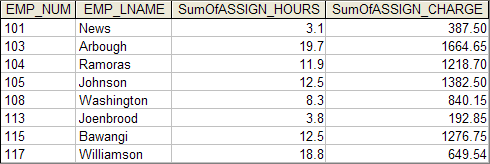 EMP_NUM EMP_LNAME SumOfASSIGN_HOURS SumOfASSIGN_CHARGE
101 News 3.1 387.50
103 Arbough 19.7 1664.65
104 Ramoras 11.9 1218.70
105 Johnson 12.5 1382.50
108 Washington 8.3 840.15
113 Joenbrood 3.8 192.85
115 Bawangi 12.5 1276.75
117 Williamson 18.8 649.54